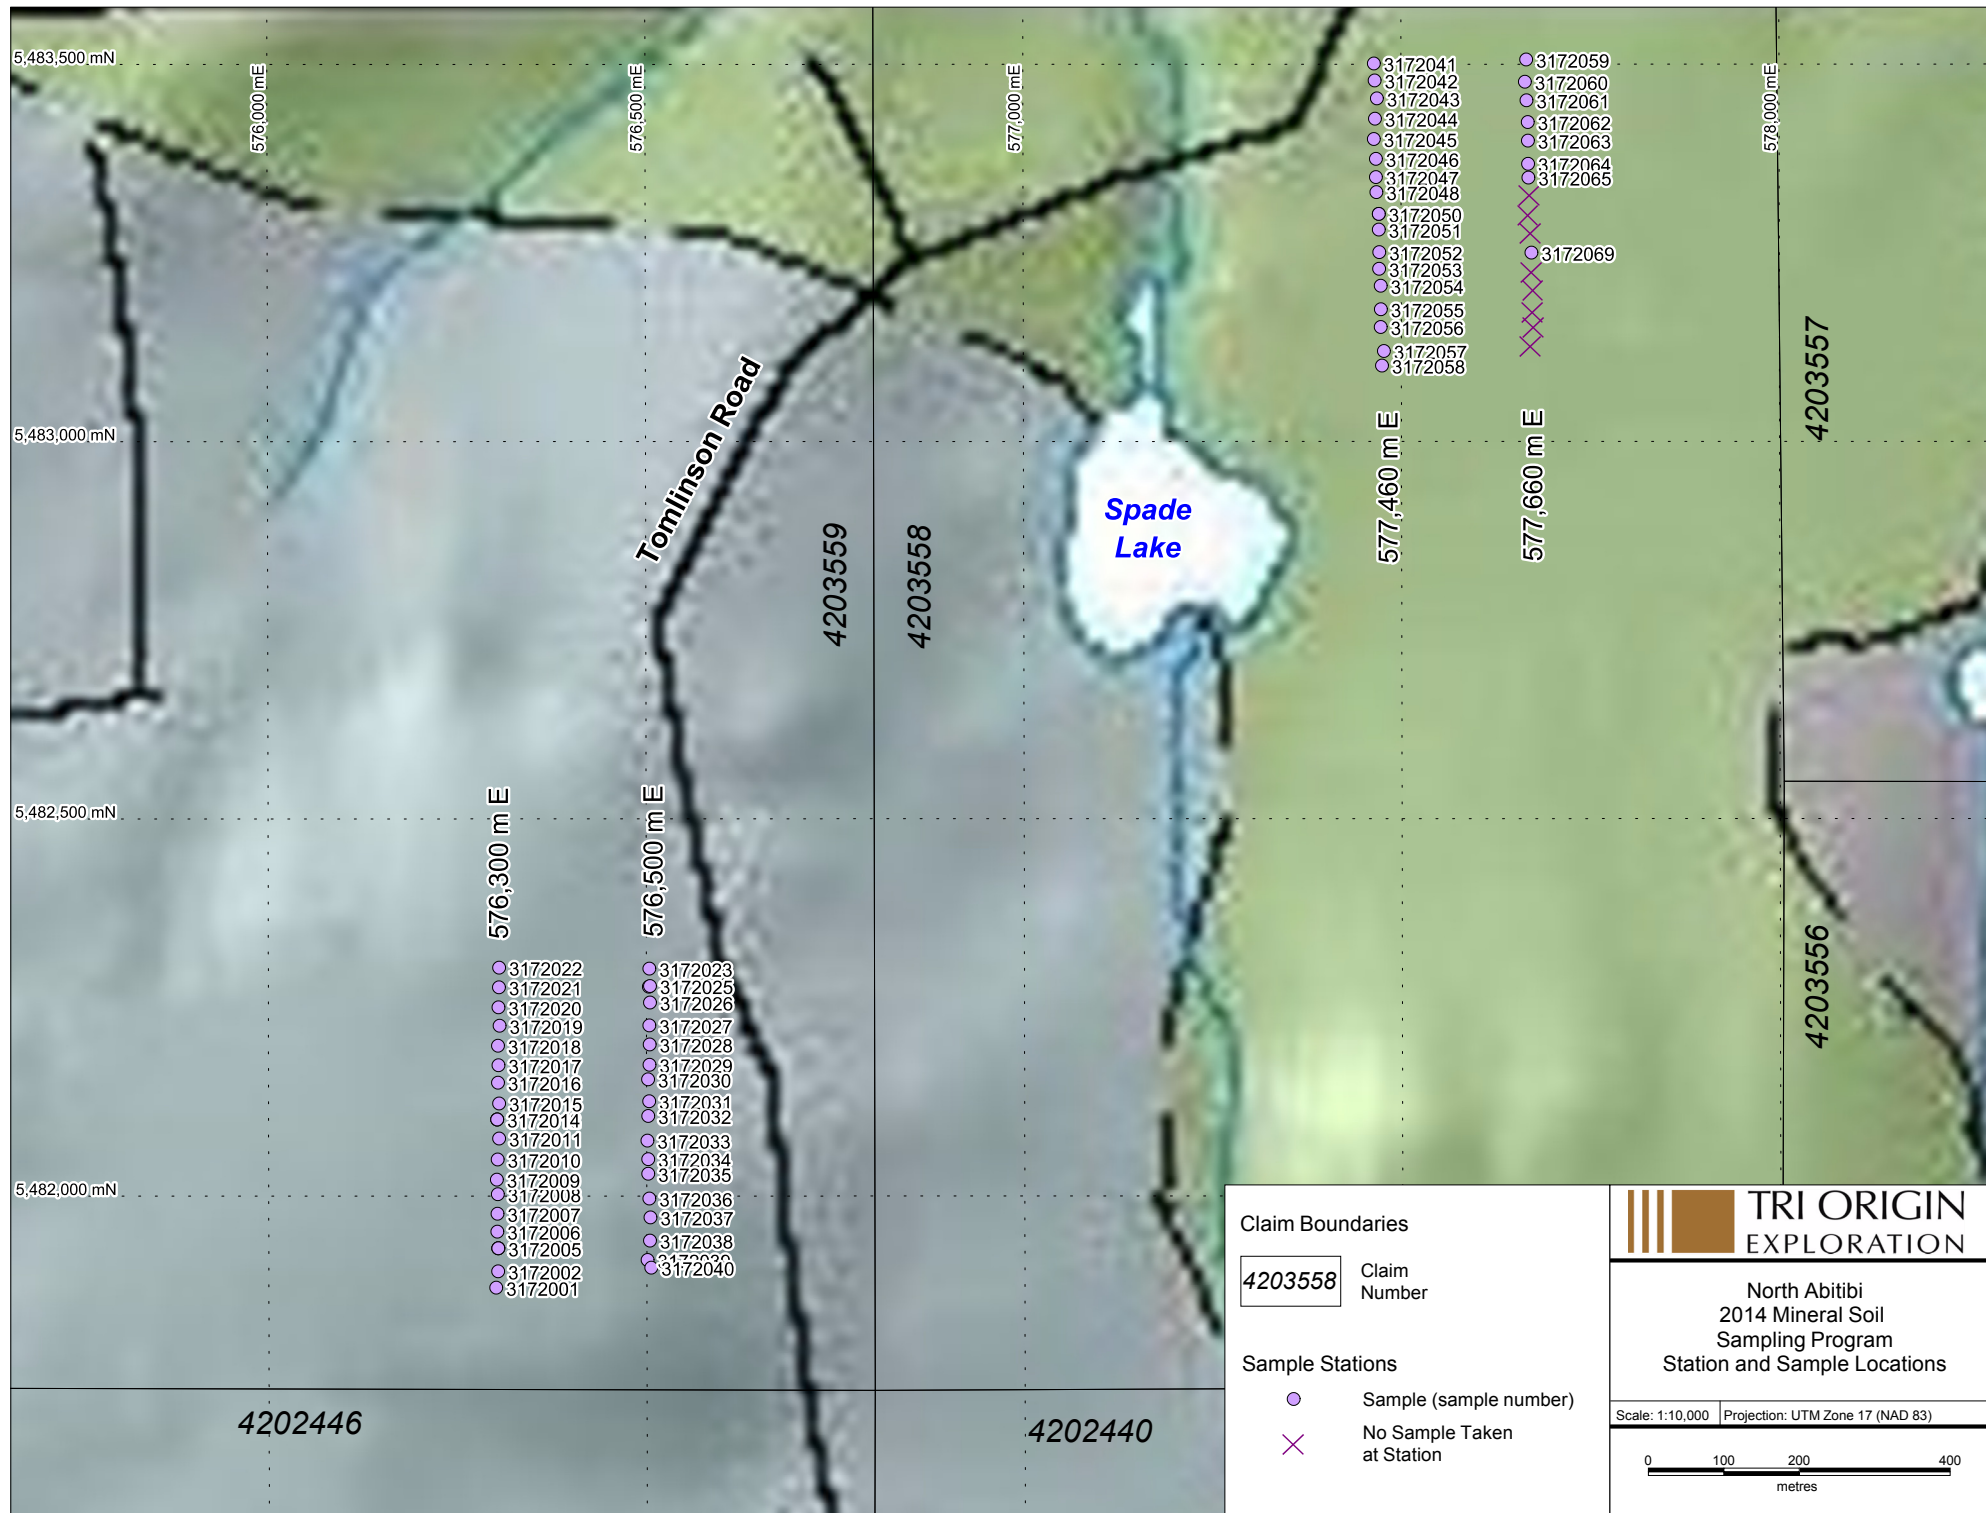 5,483,500 mN
576,000 mE
576,500 mE
577,000 mE
578,000 mE
3172041
3172042
3172043
3172044
3172045
3172046
3172047
3172048
3172050
3172051
3172052
3172053
3172054
3172055
3172056
3172057
3172058
577,460 m E
3172059
3172060
3172061
3172062
3172063
3172064
3172065
3172069
577,660 m E
4203557
5,483,000 mN
Tomlinson Road
4203559
4203558
Spade
Lake
5,482,500 mN
576,300 m E
3172022
3172021
3172020
3172019
3172018
3172017
3172016
3172015
3172014
3172011
3172010
3172009
3172008
3172007
3172006
3172005
3172002
3172001
576,500 m E
3172023
3172025
3172026
3172027
3172028
3172029
3172030
3172031
3172032
3172033
3172034
3172035
3172036
3172037
3172038
3172039
3172040
4203556
5,482,000 mN
4202446
4202440
Claim Boundaries
4203558
Claim
Number
Sample Stations
Sample (sample number)
No Sample Taken
at Station
TRI ORIGIN
EXPLORATION
North Abitibi
2014 Mineral Soil
Sampling Program
Station and Sample Locations
Scale: 1:10,000
Projection: UTM Zone 17 (NAD 83)
0 100 200 400
metres